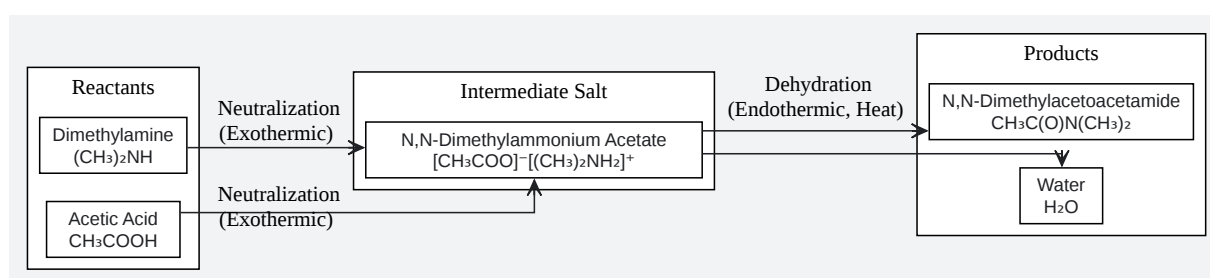 Reactants
Dimethylamine
(CH₃)₂NH
Acetic Acid
CH₃COOH
Neutralization
(Exothermic)
Neutralization
(Exothermic)
Intermediate Salt
N,N-Dimethylammonium Acetate
[CH₃COO]⁻[(CH₃)₂NH₂]⁺
Dehydration
(Endothermic, Heat)
Products
N,N-Dimethylacetoacetamide
CH₃C(O)N(CH₃)₂
Water
H₂O